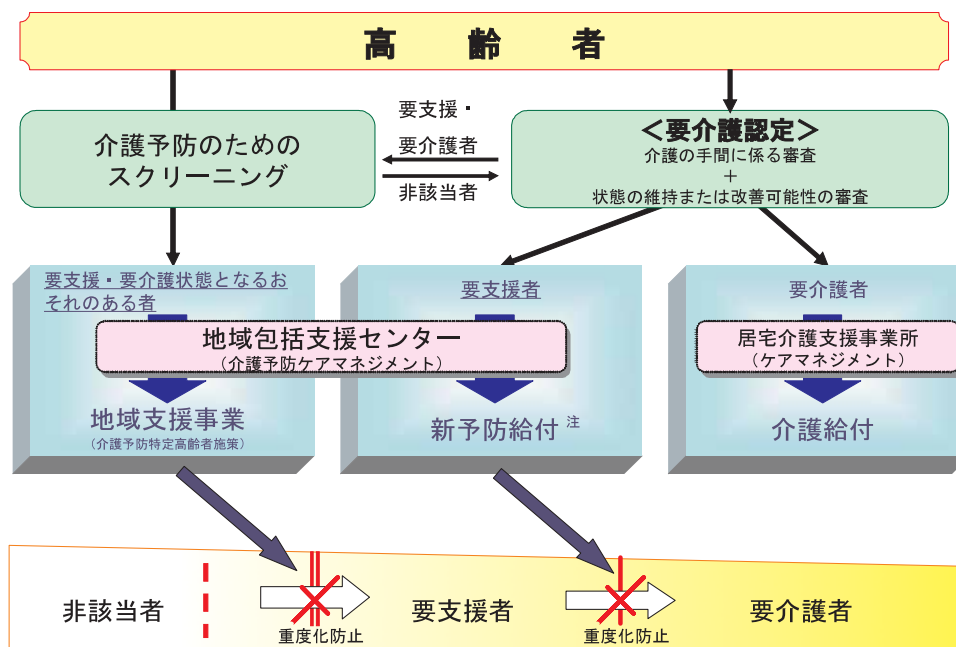 高齢者
介護予防のための
スクリーニング
要支援・
要介護者
非該当者
＜要介護認定＞
介護の手間に係る審査
＋
状態の維持または改善可能性の審査
要支援・要介護状態となるお
それのある者
要支援者
要介護者
地域包括支援センター
（介護予防ケアマネジメント）
居宅介護支援事業所
（ケアマネジメント）
地域支援事業
（介護予防特定高齢者施策）
新予防給付 注
介護給付
非該当者
重度化防止
要支援者
重度化防止
要介護者